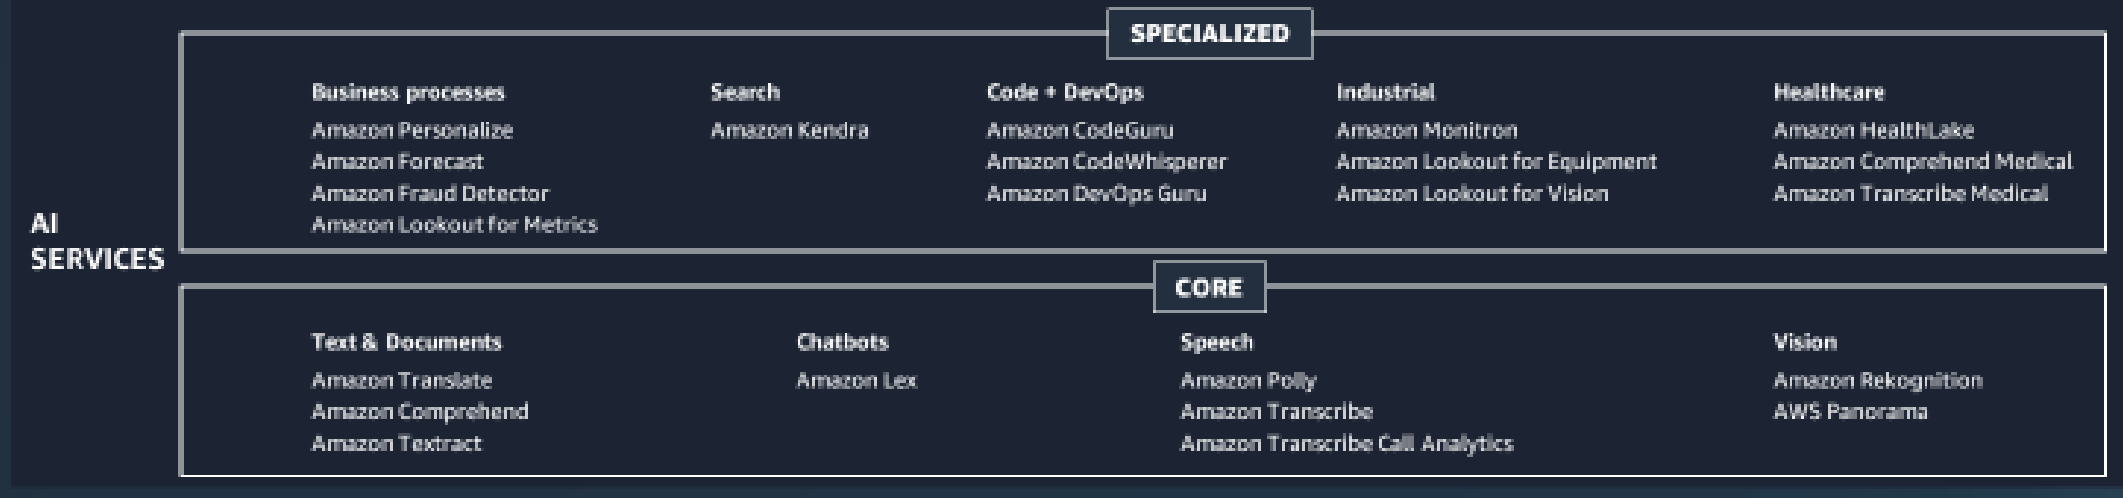 SPECIALIZED
Business processes
Amazon Personalize
Amazon Forecast
Amazon Fraud Detector
Amazon Lookout for Metrics
Search
Amazon Kendra
Code + DevOps
Amazon CodeGuru
Amazon CodeWhisperer
Amazon DevOps Guru
Industrial
Amazon Monitron
Amazon Lookout for Equipment
Amazon Lookout for Vision
Healthcare
Amazon HealthLake
Amazon Comprehend Medical
Amazon Transcribe Medical
AI
SERVICES
CORE
Text & Documents
Amazon Translate
Amazon Comprehend
Amazon Textract
Chatbots
Amazon Lex
Speech
Amazon Polly
Amazon Transcribe
Amazon Transcribe Call Analytics
Vision
Amazon Rekognition
AWS Panorama